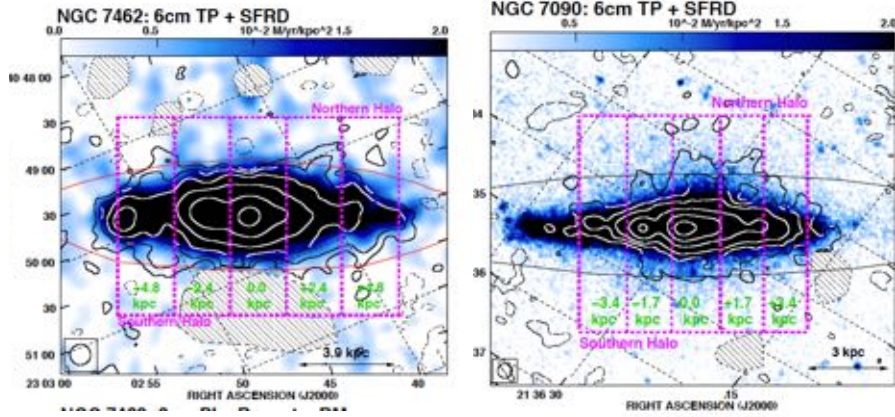 NGC 7462: 6cm TP + SFRD
0.0 0.5 10^-2 M/yr/kpc^2 1.5 2.0
40 48 00
30
49 00
30
50 00
30
51 00
Northern Halo
-4.8 kpc
-2.4 kpc
0.0 kpc
+2.4 kpc
+4.8 kpc
Southern Halo
3.9 kpc
23 03 00 02 55 50 45 40
RIGHT ASCENSION (J2000)
NGC 7090: 6cm TP + SFRD
0.5 10^-2 M/yr/kpc^2 1.5 2.0
34
35
36
37
Northern Halo
-3.4 kpc
-1.7 kpc
0.0 kpc
+1.7 kpc
+3.4 kpc
Southern Halo
3 kpc
21 36 30 15
RIGHT ASCENSION (J2000)